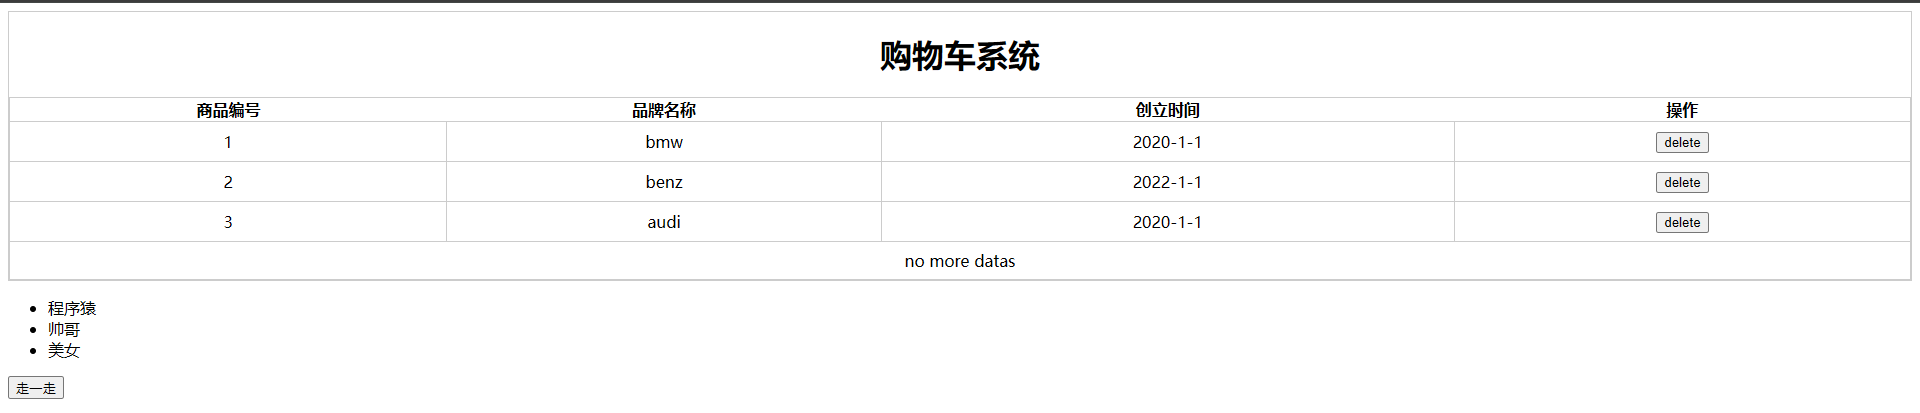 购物车系统
商品编号 品牌名称 创立时间 操作
1 bmw 2020-1-1 delete
2 benz 2022-1-1 delete
3 audi 2020-1-1 delete
no more datas
程序猿
帅哥
美女
走一走